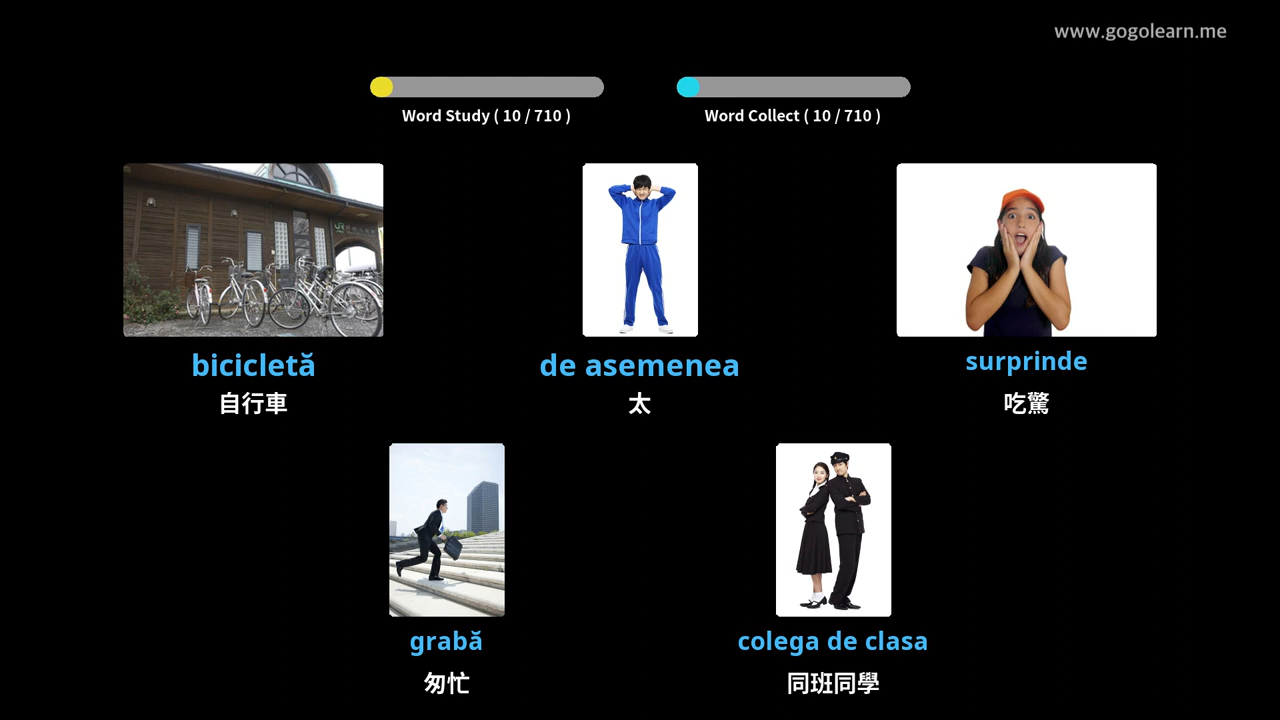 www.gogolearn.me
Word Study ( 10 / 710 )
Word Collect ( 10 / 710 )
bicicletă
自行車
de asemenea
太
surprinde
吃驚
grabă
匆忙
colega de clasa
同班同學